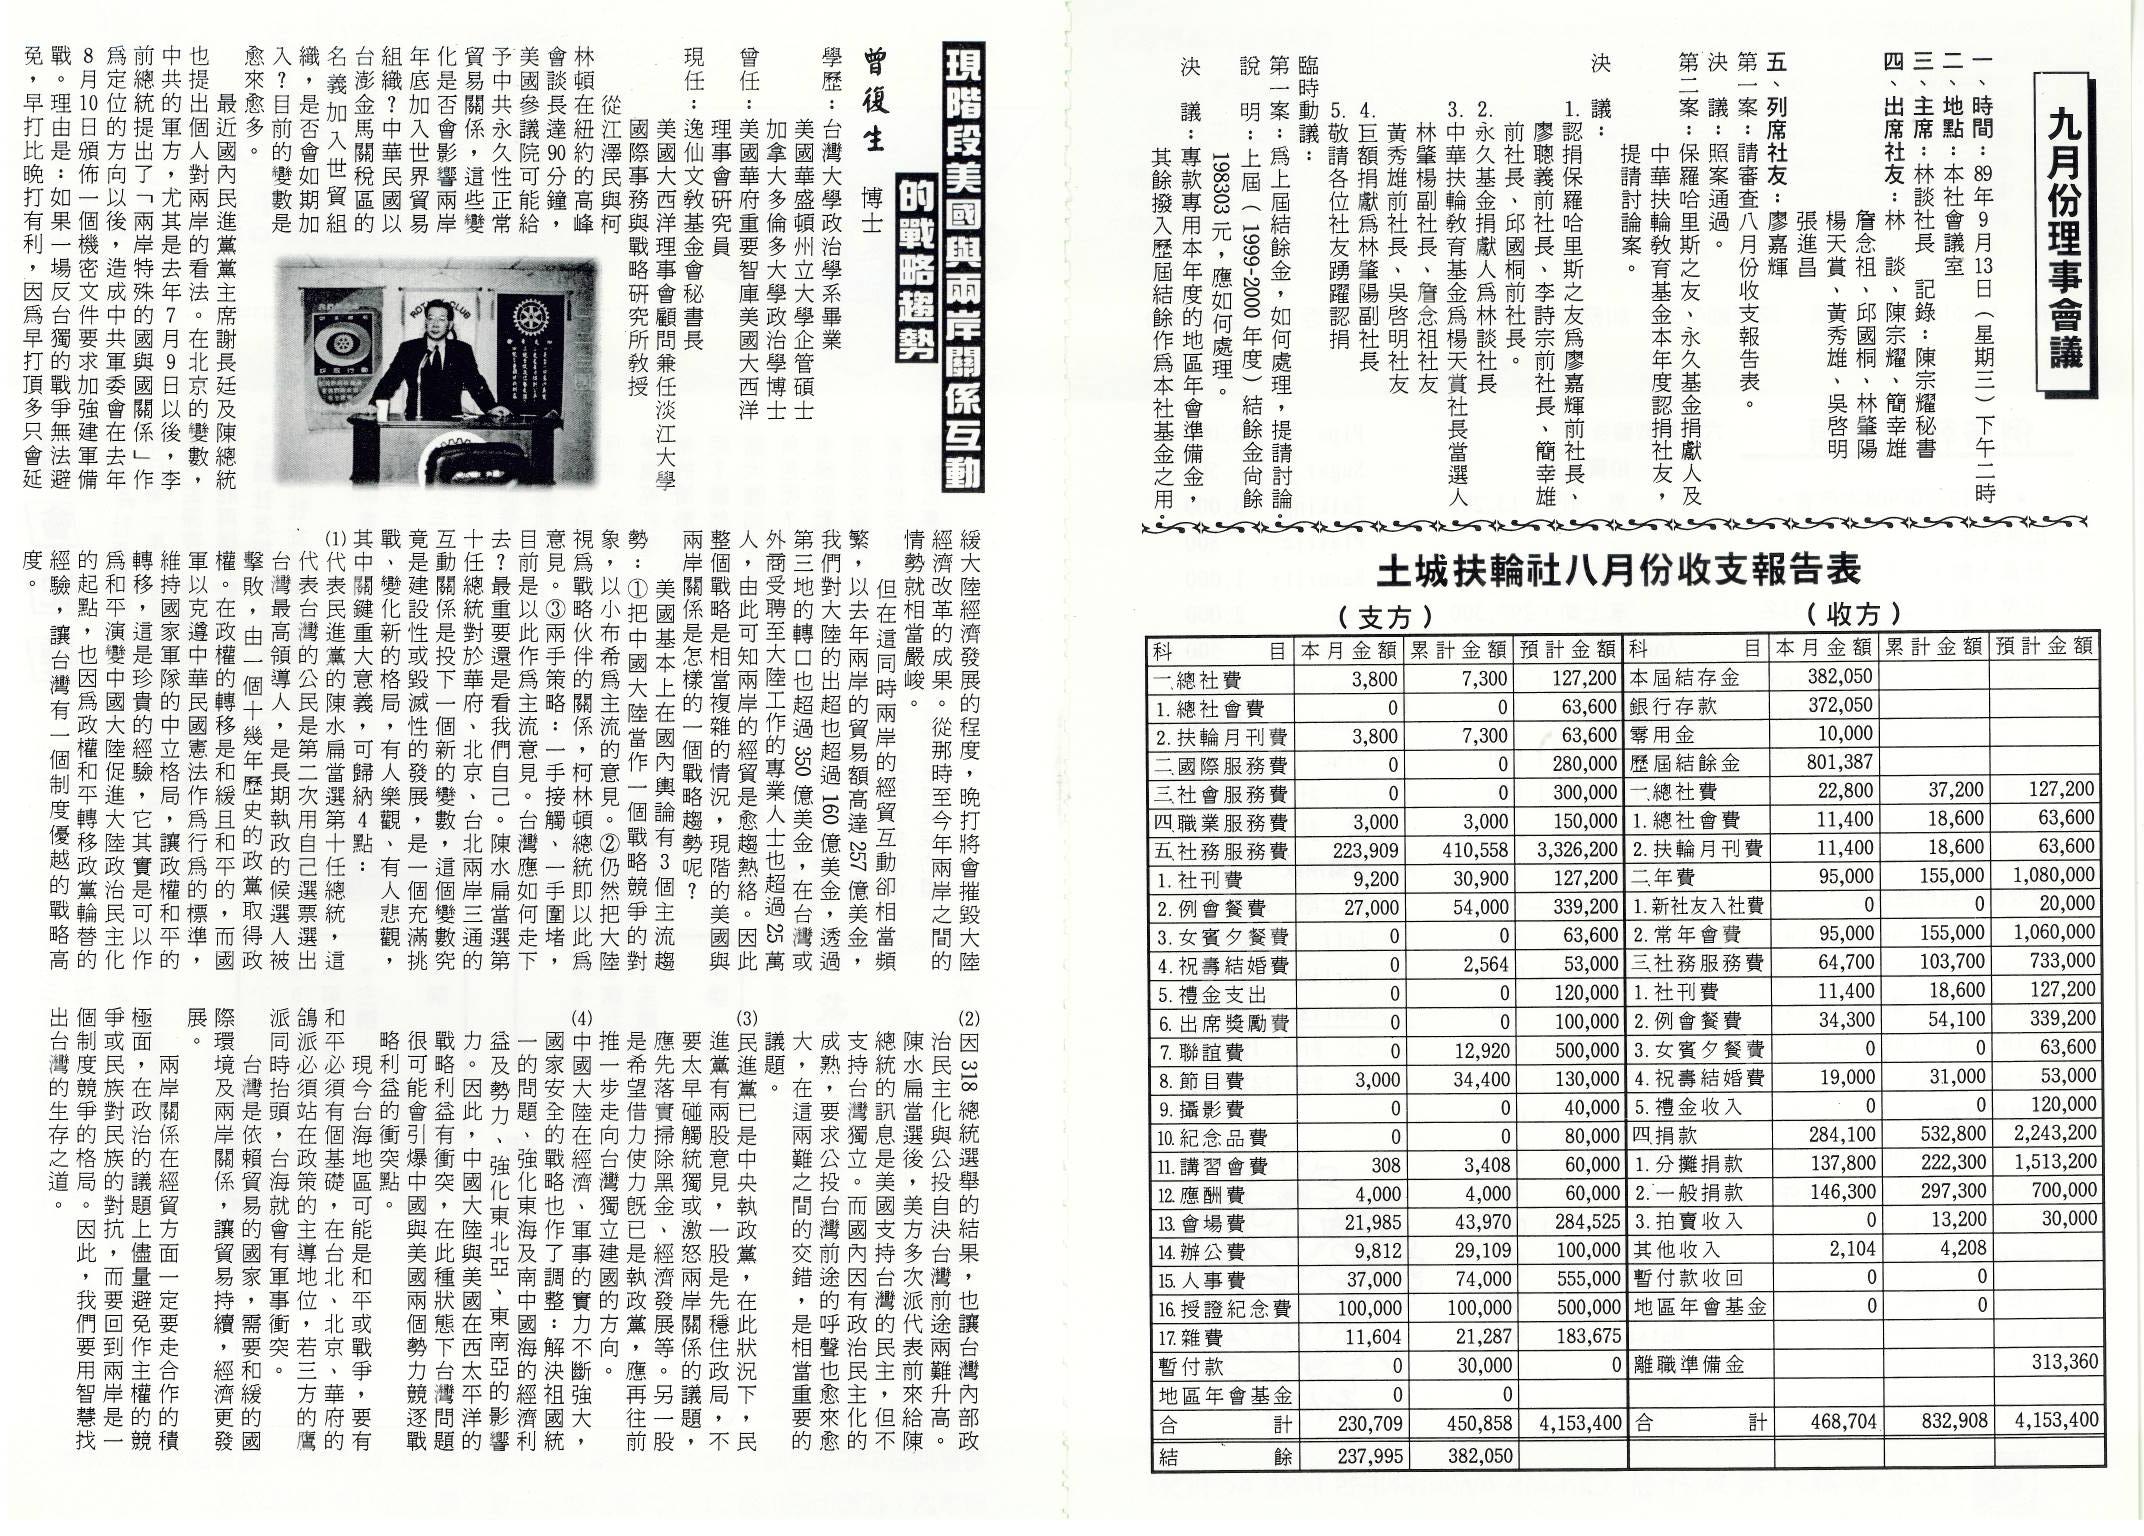 九月份理事會議
一、時間：89年9月13日（星期三）下午二時
二、地點：本社會議室
三、主席：林談社長　記錄：陳宗耀秘書
四、出席社友：林　談、陳宗耀、簡幸雄
詹念祖、邱國桐、林肇陽
楊天賞、黃秀雄、吳啓明
張進昌
五、列席社友：廖嘉輝
第一案：請審查八月份收支報告表。
決　議：照案通過。
第二案：保羅哈里斯之友、永久基金捐獻人及
中華扶輪敎育基金本年度認捐社友，
提請討論案。
決　議：
1.認捐保羅哈里斯之友爲廖嘉輝前社長、
廖聰義前社長、李詩宗前社長、簡幸雄
前社長、邱國桐前社長。
2.永久基金捐獻人爲林談社長
3.中華扶輪敎育基金爲楊天賞社長當選人
林肇楊副社長、詹念祖社友
黃秀雄前社長、吳啓明社友
4.巨額捐獻爲林肇陽副社長
5.敬請各位社友踴躍認捐
臨時動議：
第一案：爲上屆結餘金，如何處理，提請討論。
說　明：上屆（1999-2000年度）結餘金尙餘
198303元，應如何處理。
決　議：專款專用本年度的地區年會準備金，
其餘撥入歷屆結餘作爲本社基金之用。
土城扶輪社八月份收支報告表
（支方）　（收方）
科　目 本月金額 累計金額 預計金額 科　目 本月金額 累計金額 預計金額
一.總社費 3,800 7,300 127,200 本屆結存金 382,050
1.總社會費 0 0 63,600 銀行存款 372,050
2.扶輪月刊費 3,800 7,300 63,600 零用金 10,000
二.國際服務費 0 0 280,000 歷屆結餘金 801,387
三.社會服務費 0 0 300,000 一.總社費 22,800 37,200 127,200
四.職業服務費 3,000 3,000 150,000 1.總社會費 11,400 18,600 63,600
五.社務服務費 223,909 410,558 3,326,200 2.扶輪月刊費 11,400 18,600 63,600
1.社刊費 9,200 30,900 127,200 二.年費 95,000 155,000 1,080,000
2.例會餐費 27,000 54,000 339,200 1.新社友入社費 0 0 20,000
3.女賓夕餐費 0 0 63,600 2.常年會費 95,000 155,000 1,060,000
4.祝壽結婚費 0 2,564 53,000 三.社務服務費 64,700 103,700 733,000
5.禮金支出 0 0 120,000 1.社刊費 11,400 18,600 127,200
6.出席獎勵費 0 0 100,000 2.例會餐費 34,300 54,100 339,200
7.聯誼費 0 12,920 500,000 3.女賓夕餐費 0 0 63,600
8.節目費 3,000 34,400 130,000 4.祝壽結婚費 19,000 31,000 53,000
9.攝影費 0 0 40,000 5.禮金收入 0 0 120,000
10.紀念品費 0 0 80,000 四.捐款 284,100 532,800 2,243,200
11.講習會費 308 3,408 60,000 1.分攤捐款 137,800 222,300 1,513,200
12.應酬費 4,000 4,000 60,000 2.一般捐款 146,300 297,300 700,000
13.會場費 21,985 43,970 284,525 3.拍賣收入 0 13,200 30,000
14.辦公費 9,812 29,109 100,000 其他收入 2,104 4,208
15.人事費 37,000 74,000 555,000 暫付款收回 0 0
16.授證紀念費 100,000 100,000 500,000 地區年會基金 0 0
17.雜費 11,604 21,287 183,675
暫付款 0 30,000 0 離職準備金 313,360
地區年會基金 0 0
合　計 230,709 450,858 4,153,400 合　計 468,704 832,908 4,153,400
結　餘 237,995 382,050
現階段美國與兩岸關係互動
的戰略趨勢
曾復生　博士
學歷：台灣大學政治學系畢業
美國華盛頓州立大學企管碩士
加拿大多倫多大學政治學博士
曾任：美國華府重要智庫美國大西洋
理事會研究員
現任：逸仙文敎基金會秘書長
美國大西洋理事會顧問兼任淡江大學
國際事務與戰略研究所敎授
從江澤民與柯
林頓在紐約的高峰
會談長達90分鐘，
美國參議院可能給
予中共永久性正常
貿易關係，這些變
化是否會影響兩岸
年底加入世界貿易
組織？中華民國以
台澎金馬關稅區的
名義加入世貿組
織，是否會如期加
入？目前的變數是
愈來愈多。
最近國內民進黨黨主席謝長廷及陳總統
也提出個人對兩岸的看法。在北京的變數，
中共的軍方，尤其是去年7月9日以後，李
前總統提出了「兩岸特殊的國與國關係」作
爲定位的方向以後，造成中共軍委會在去年
8月10日頒佈一個機密文件要求加強建軍備
戰。理由是：如果一場反台獨的戰爭無法避
免，早打比晚打有利，因爲早打頂多只會延
緩大陸經濟發展的程度，晚打將會摧毀大陸
經濟改革的成果。從那時至今年兩岸之間的
情勢就相當嚴峻。
但在這同時兩岸的經貿互動卻相當頻
繁，以去年兩岸的貿易額高達257億美金，
我們對大陸的出超也超過160億美金，透過
第三地的轉口也超過350億美金，在台灣或
外商受聘至大陸工作的專業人士也超過25萬
人，由此可知兩岸的經貿是愈趨熱絡。因此
整個戰略是相當複雜的情況，現階的美國與
兩岸關係是怎樣的一個戰略趨勢呢？
美國基本上在國內輿論有3個主流趨
勢：①把中國大陸當作一個戰略競爭的對
象，以小布希爲主流的意見。②仍然把大陸
視爲戰略伙伴的關係，柯林頓總統即以此爲
意見。③兩手策略：一手接觸、一手圍堵，
目前是以此作爲主流意見。台灣應如何走下
去？最重要還是看我們自己。陳水扁當選第
十任總統對於華府、北京、台北兩岸三通的
互動關係是投下一個新的變數，這個變數究
竟是建設性或毀滅性的發展，是一個充滿挑
戰、變化新的格局，有人樂觀、有人悲觀，
其中關鍵重大意義，可歸納4點：
⑴代表民進黨的陳水扁當選第十任總統，這
代表台灣的公民是第二次用自己選票選出
台灣最高領導人，是長期執政的候選人被
擊敗，由一個十幾年歷史的政黨取得政
權。在政權的轉移是和緩且和平的，而國
軍以克遵中華民國憲法作爲行爲的標準，
維持國家軍隊的中立格局，讓政權和平的
轉移，這是珍貴的經驗，它其實是可以作
爲和平演變中國大陸促進大陸政治民主化
的起點，也因爲政權和平轉移政黨輪替的
經驗，讓台灣有一個制度優越的戰略高
度。
⑵因318總統選舉的結果，也讓台灣內部政
治民主化與公投自決台灣前途兩難升高。
陳水扁當選後，美方多次派代表前來給陳
總統的訊息是美國支持台灣的民主，但不
支持台灣獨立。而國內因有政治民主化的
成熟，要求公投台灣前途的呼聲也愈來愈
大，在這兩難之間的交錯，是相當重要的
議題。
⑶民進黨已是中央執政黨，在此狀況下，民
進黨有兩股意見，一股是先穩住政局，不
要太早碰觸統獨或激怒兩岸關係的議題，
應先落實掃除黑金、經濟發展等。另一股
是希望借力使力旣已是執政黨，應再往前
推一步走向台灣獨立建國的方向。
⑷中國大陸在經濟、軍事的實力不斷強大，
國家安全的戰略也作了調整：解決祖國統
一的問題、強化東海及南中國海的經濟利
益及勢力、強化東北亞、東南亞的影響
力。因此，中國大陸與美國在西太平洋的
戰略利益有衝突，在此種狀態下台灣問題
很可能會引爆中國與美國兩個勢力競逐戰
略利益的衝突點。
現今台海地區可能是和平或戰爭，要有
和平必須有個基礎，在台北、北京、華府的
鴿派必須站在政策的主導地位，若三方的鷹
派同時抬頭，台海就會有軍事衝突。
台灣是依賴貿易的國家，需要和緩的國
際環境及兩岸關係，讓貿易持續，經濟更發
展。
兩岸關係在經貿方面一定要走合作的積
極面，在政治的議題上儘量避免作主權的競
爭或民族對民族的對抗，而要回到兩岸是一
個制度競爭的格局。因此，我們要用智慧找
出台灣的生存之道。